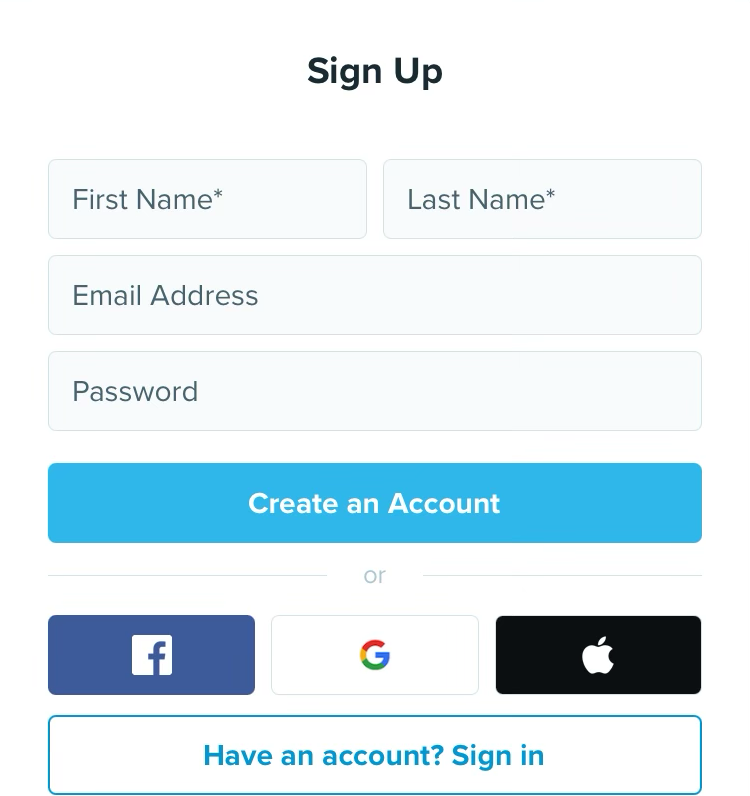 Sign Up
First Name* Last Name*
Email Address
Password
Create an Account
or
Have an account? Sign in